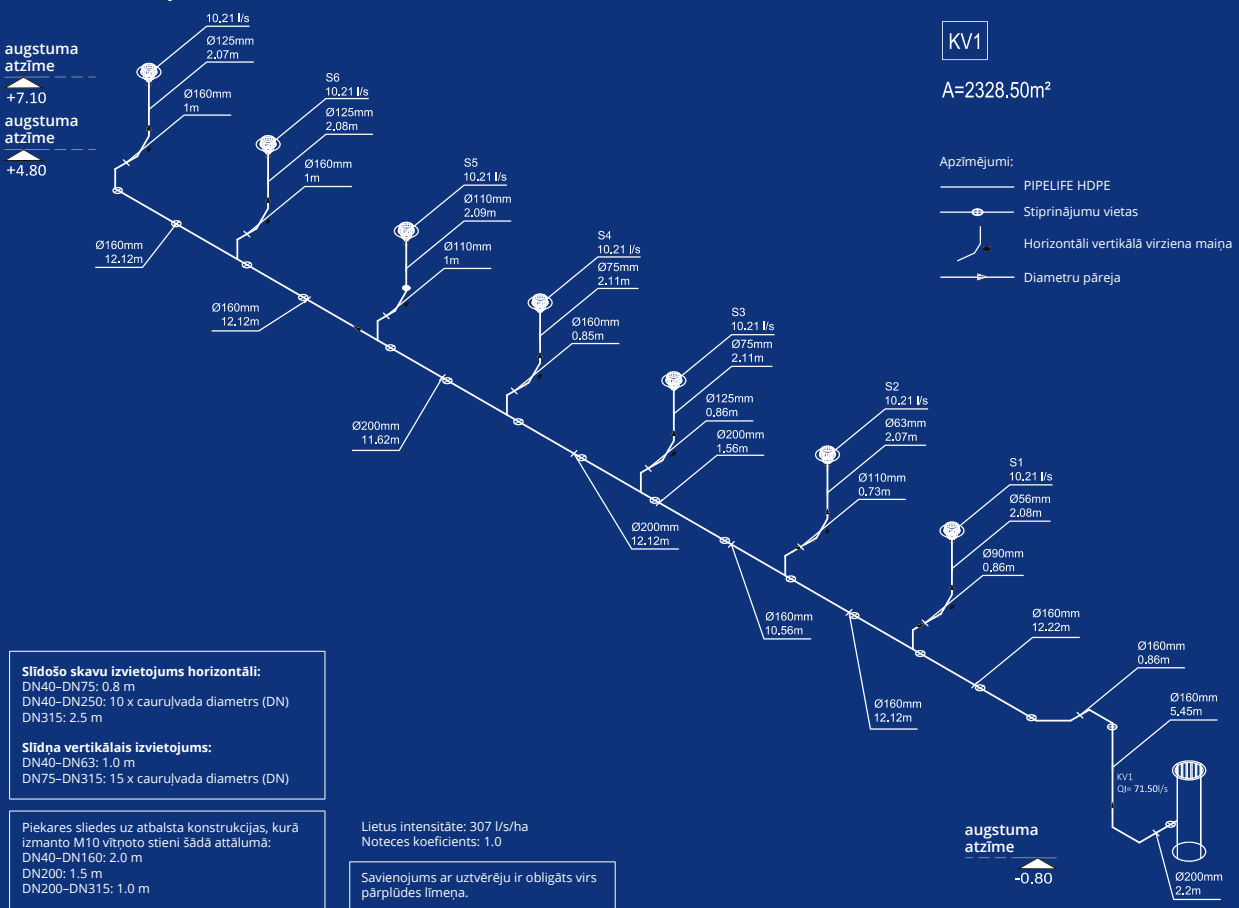 10.21 l/s
Ø125mm
2.07m
augstuma
atzīme
+7.10
Ø160mm
1m
augstuma
atzīme
+4.80
S6
10.21 l/s
Ø125mm
2.08m
Ø160mm
1m
Ø160mm
12.12m
S5
10.21 l/s
Ø110mm
2.09m
Ø110mm
1m
Ø160mm
12.12m
S4
10.21 l/s
Ø75mm
2.11m
Ø160mm
0.85m
Ø200mm
11.62m
S3
10.21 l/s
Ø75mm
2.11m
Ø125mm
0.86m
Ø200mm
1.56m
Ø200mm
12.12m
S2
10.21 l/s
Ø63mm
2.07m
Ø110mm
0.73m
Ø160mm
10.56m
S1
10.21 l/s
Ø56mm
2.08m
Ø90mm
0.86m
Ø160mm
12.22m
Ø160mm
12.12m
Ø160mm
0.86m
Ø160mm
5.45m
KV1
Ql= 71.50l/s
Ø200mm
2.2m
augstuma
atzīme
-0.80
KV1
A=2328.50m²
Apzīmējumi:
PIPELIFE HDPE
Stiprinājumu vietas
Horizontāli vertikālā virziena maiņa
Diametru pāreja
Slīdošo skavu izvietojums horizontāli:
DN40–DN75: 0.8 m
DN40–DN250: 10 x cauruļvada diametrs (DN)
DN315: 2.5 m
Slīdņa vertikālais izvietojums:
DN40–DN63: 1.0 m
DN75–DN315: 15 x cauruļvada diametrs (DN)
Piekares sliedes uz atbalsta konstrukcijas, kurā
izmanto M10 vītņoto stieni šādā attālumā:
DN40–DN160: 2.0 m
DN200: 1.5 m
DN200–DN315: 1.0 m
Lietus intensitāte: 307 l/s/ha
Noteces koeficients: 1.0
Savienojums ar uztvērēju ir obligāts virs
pārplūdes līmeņa.